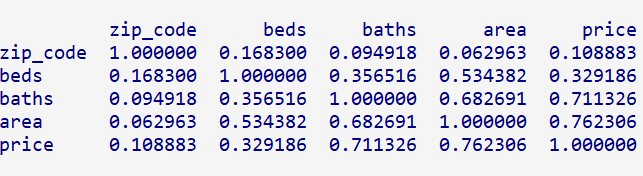 zip_code beds baths area price
zip_code 1.000000 0.168300 0.094918 0.062963 0.108883
beds 0.168300 1.000000 0.356516 0.534382 0.329186
baths 0.094918 0.356516 1.000000 0.682691 0.711326
area 0.062963 0.534382 0.682691 1.000000 0.762306
price 0.108883 0.329186 0.711326 0.762306 1.000000